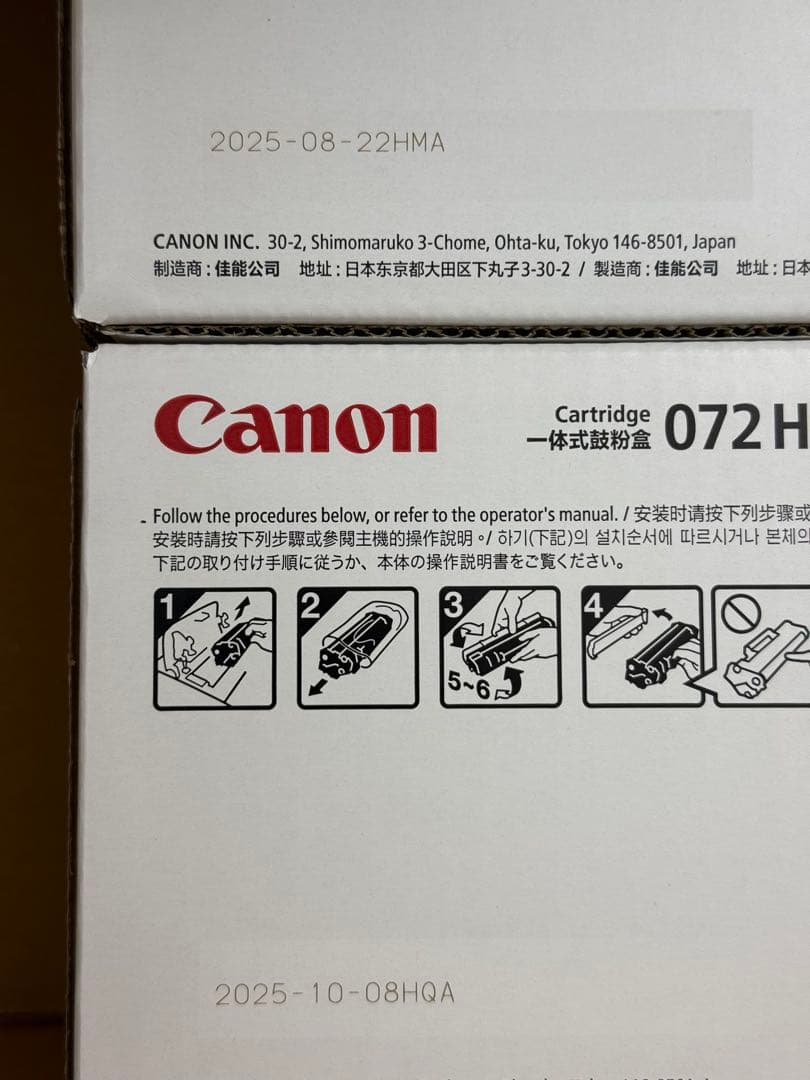 2025-08-22HMA
CANON INC. 30-2, Shimomaruko 3-Chome, Ohta-ku, Tokyo 146-8501, Japan
制造商：佳能公司 地址：日本东京都大田区下丸子3-30-2 / 製造商：佳能公司 地址：日本
Canon
Cartridge
一体式鼓粉盒 072 H
Follow the procedures below, or refer to the operator's manual. / 安装时请按下列步骤或
安裝時請按下列步驟或參閱主機的操作說明。/ 하기(下記)의 설치순서에 따르시거나 본체의
下記の取り付け手順に従うか、本体の操作説明書をご覧ください。
1 2 3 4
5~6
2025-10-08HQA